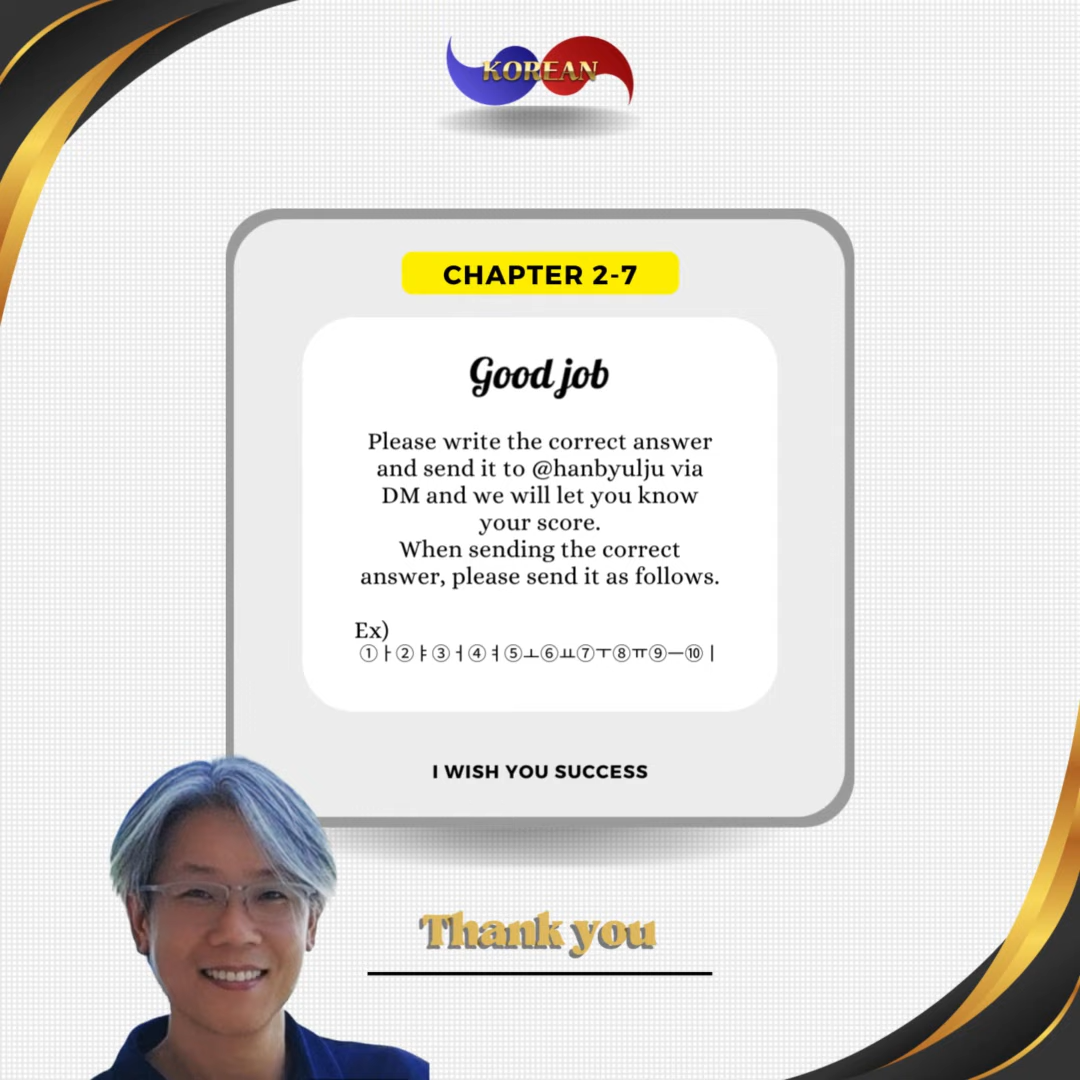 KOREAN
CHAPTER 2-7
Good job
Please write the correct answer
and send it to @hanbyulju via
DM and we will let you know
your score.
When sending the correct
answer, please send it as follows.
Ex)
①ㅏ②ㅑ③ㅓ④ㅕ⑤ㅗ⑥ㅛ⑦ㅜ⑧ㅠ⑨ㅡ⑩ㅣ
I WISH YOU SUCCESS
Thank you